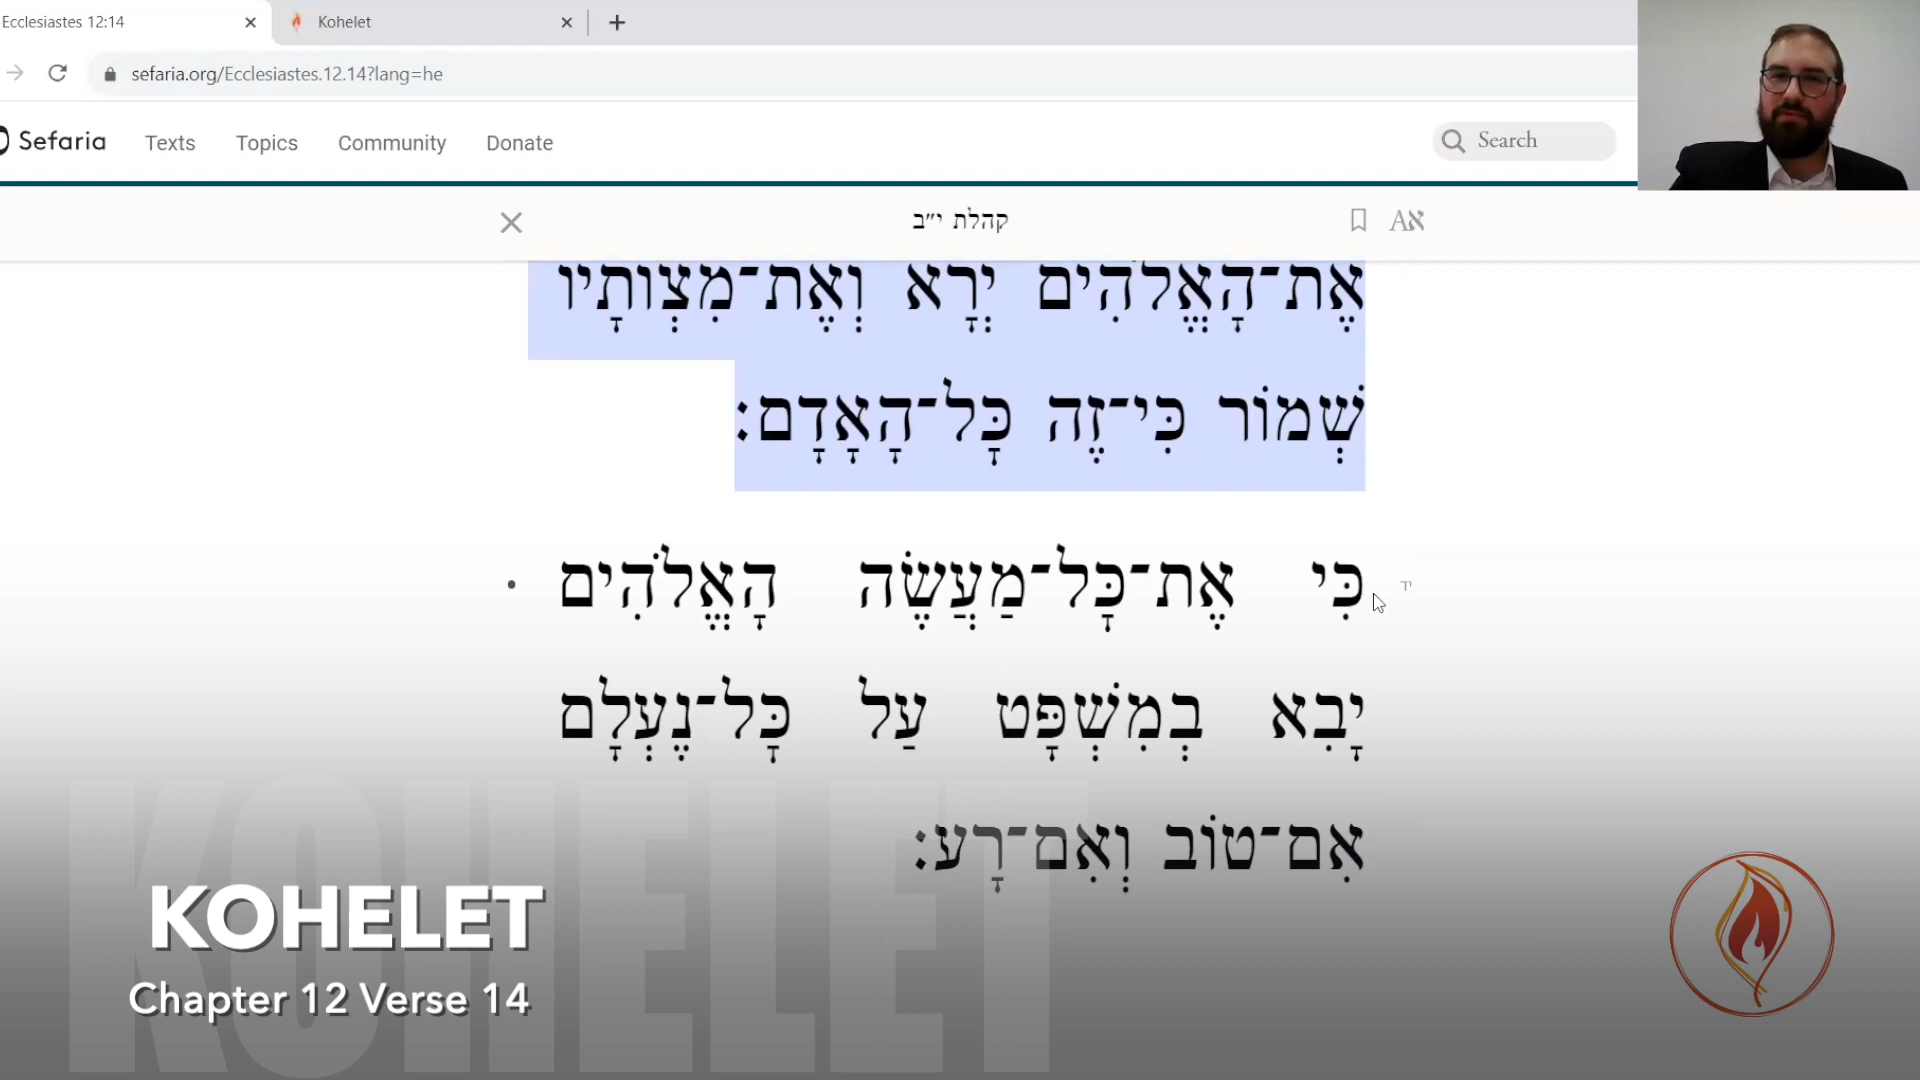 Ecclesiastes 12:14
Kohelet
sefaria.org/Ecclesiastes.12.14?lang=he
Sefaria
Texts
Topics
Community
Donate
Search
קהלת י״ב
Aא
אֶת־הָאֱלֹהִים יְרָא וְאֶת־מִצְוֺתָיו
שְׁמוֹר כִּי־זֶה כׇּל־הָאָדָם׃
יד
כִּי אֶת־כׇּל־מַעֲשֶׂה הָאֱלֹהִים
יָבִא בְמִשְׁפָּט עַל כׇּל־נֶעְלָם
אִם־טוֹב וְאִם־רָע׃
KOHELET
KOHELET
Chapter 12 Verse 14